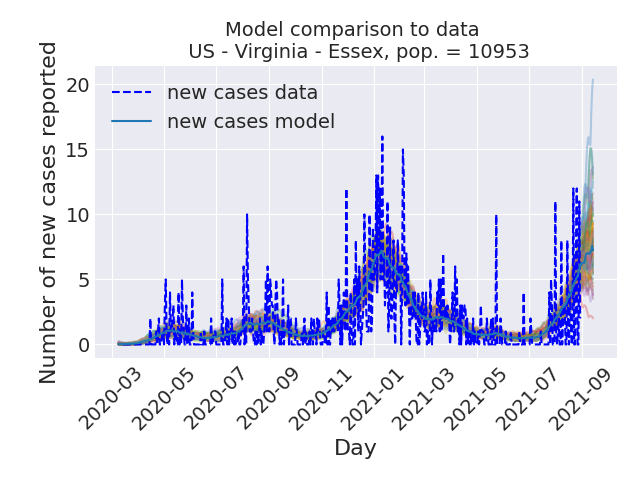 Model comparison to data
US - Virginia - Essex, pop. = 10953
Number of new cases reported
20
15
10
5
0
new cases data
new cases model
2020-03
2020-05
2020-07
2020-09
2020-11
2021-01
2021-03
2021-05
2021-07
2021-09
Day